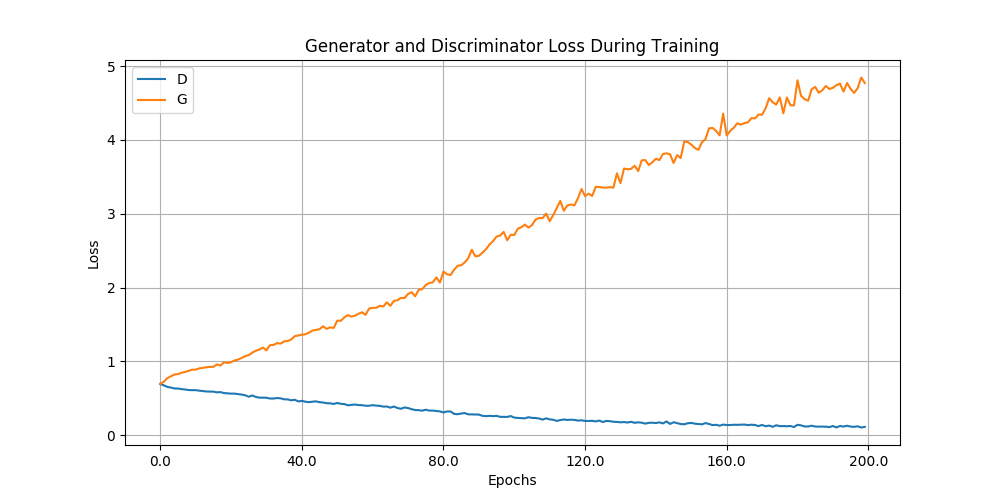 Generator and Discriminator Loss During Training
D
G
5
4
3
2
1
0
Loss
0.0 40.0 80.0 120.0 160.0 200.0
Epochs